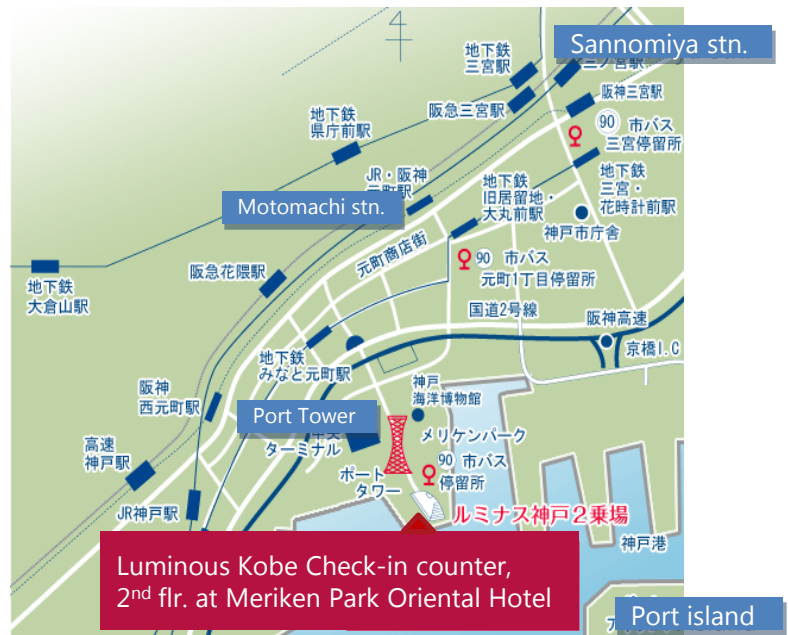 Sannomiya stn.
地下鉄
三宮駅
阪神三宮駅
阪急三宮駅
90 市バス
三宮停留所
地下鉄
県庁前駅
JR・阪神
元町駅
地下鉄
旧居留地・
大丸前駅
地下鉄
三宮・
花時計前駅
Motomachi stn.
神戸市庁舎
元町商店街
90 市バス
元町1丁目停留所
阪急花隈駅
地下鉄
大倉山駅
国道2号線
阪神高速
京橋I.C
地下鉄
みなと元町駅
阪神
西元町駅
神戸
海洋博物館
Port Tower
ターミナル
メリケンパーク
高速
神戸駅
90 市バス
停留所
ポート
タワー
JR神戸駅
ルミナス神戸2乗場
神戸港
Luminous Kobe Check-in counter,
2nd flr. at Meriken Park Oriental Hotel
Port island